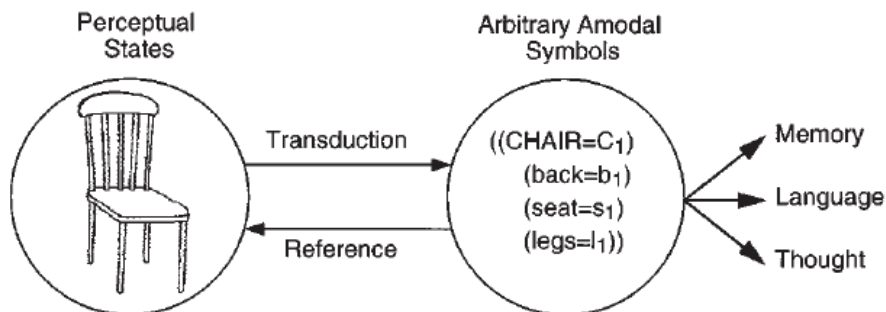 Perceptual
States
Arbitrary Amodal
Symbols
Transduction
Reference
((CHAIR=C₁)
(back=b₁)
(seat=s₁)
(legs=l₁))
Memory
Language
Thought